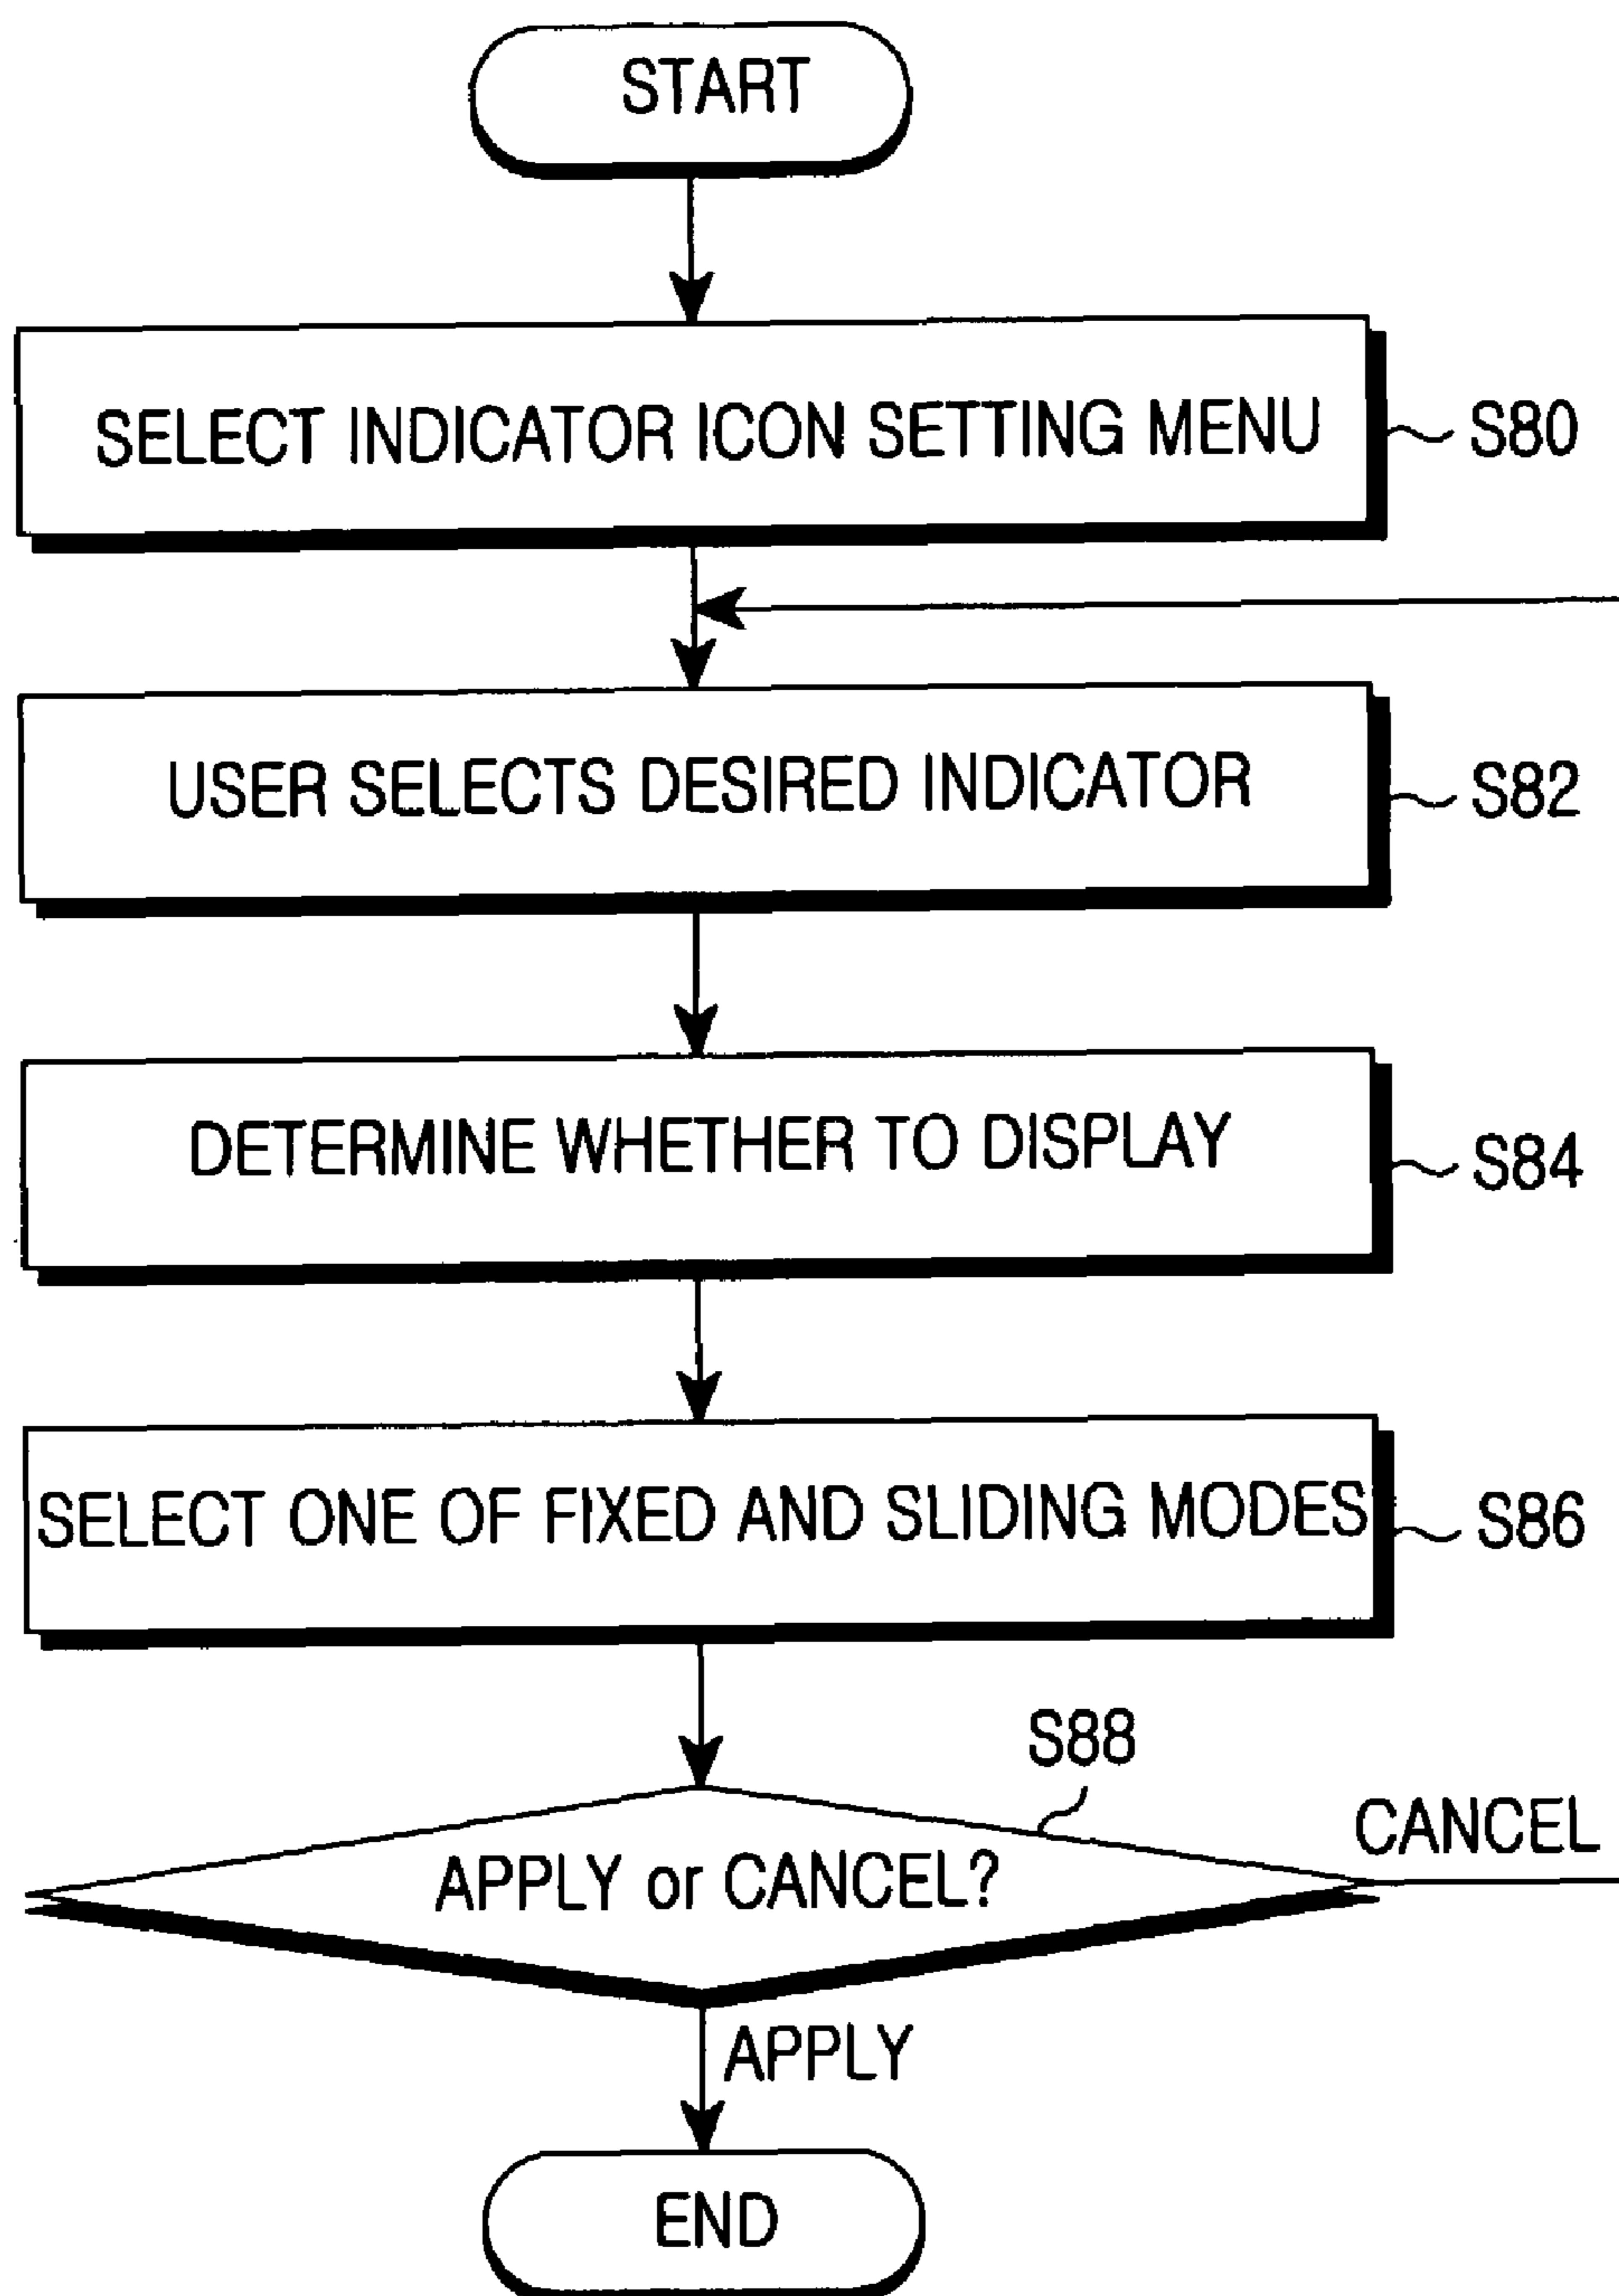 START
SELECT INDICATOR ICON SETTING MENU
S80
USER SELECTS DESIRED INDICATOR
S82
DETERMINE WHETHER TO DISPLAY
S84
SELECT ONE OF FIXED AND SLIDING MODES
S86
S88
APPLY or CANCEL?
CANCEL
APPLY
END